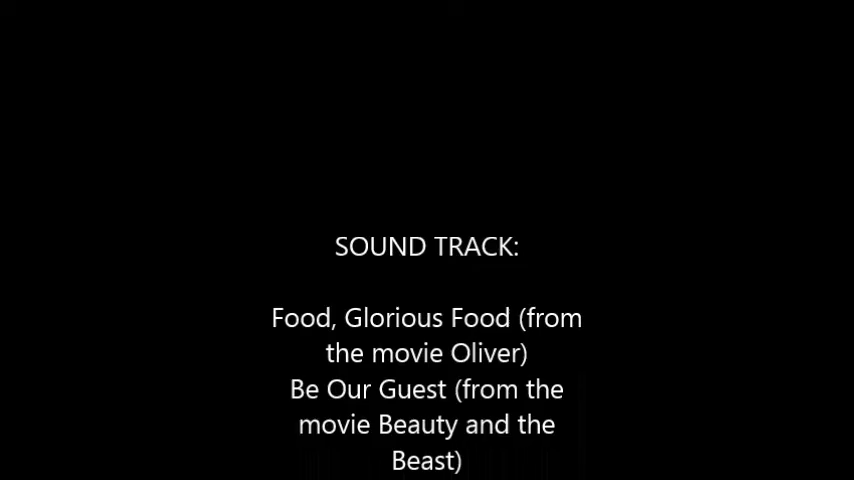 SOUND TRACK:
Food, Glorious Food (from
the movie Oliver)
Be Our Guest (from the
movie Beauty and the
Beast)